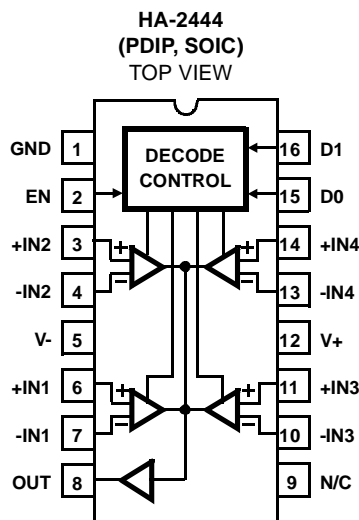 HA-2444
(PDIP, SOIC)
TOP VIEW
GND 1
16 D1
DECODE
CONTROL
EN 2
15 D0
+IN2 3 +
+ 14 +IN4
-IN2 4 −
− 13 -IN4
V- 5
12 V+
+IN1 6 +
+ 11 +IN3
-IN1 7 −
− 10 -IN3
OUT 8
9 N/C